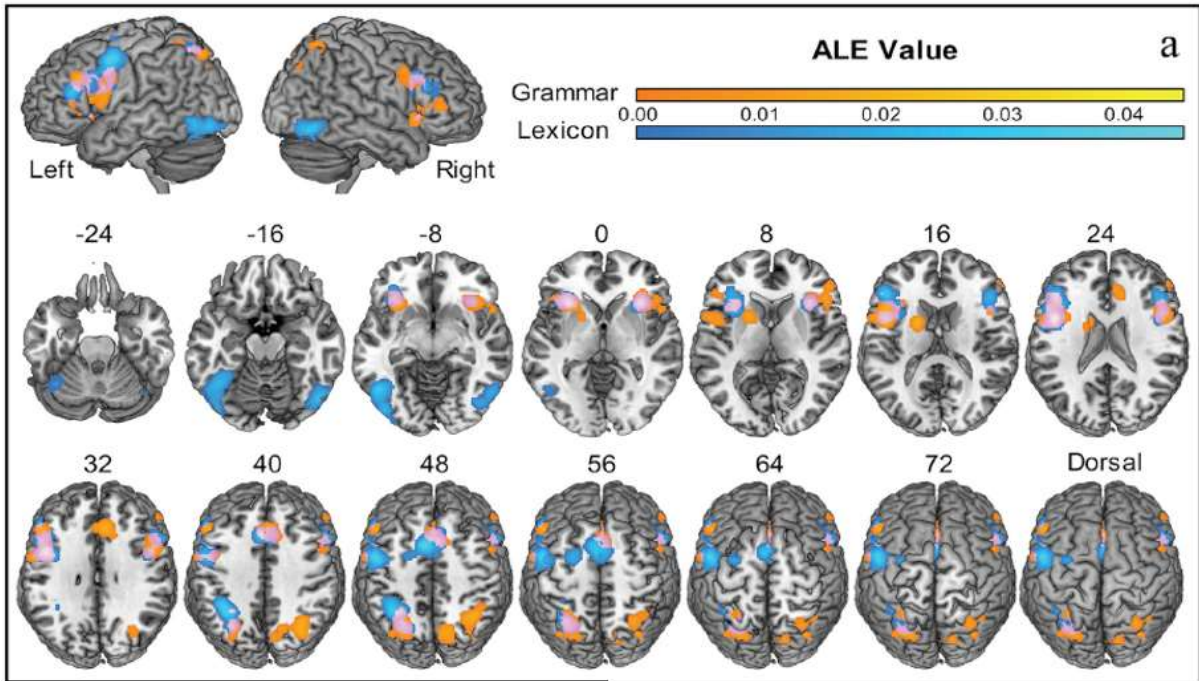 ALE Value
a
Grammar
0.00 0.01 0.02 0.03 0.04
Lexicon
Left
Right
-24 -16 -8 0 8 16 24
32 40 48 56 64 72 Dorsal